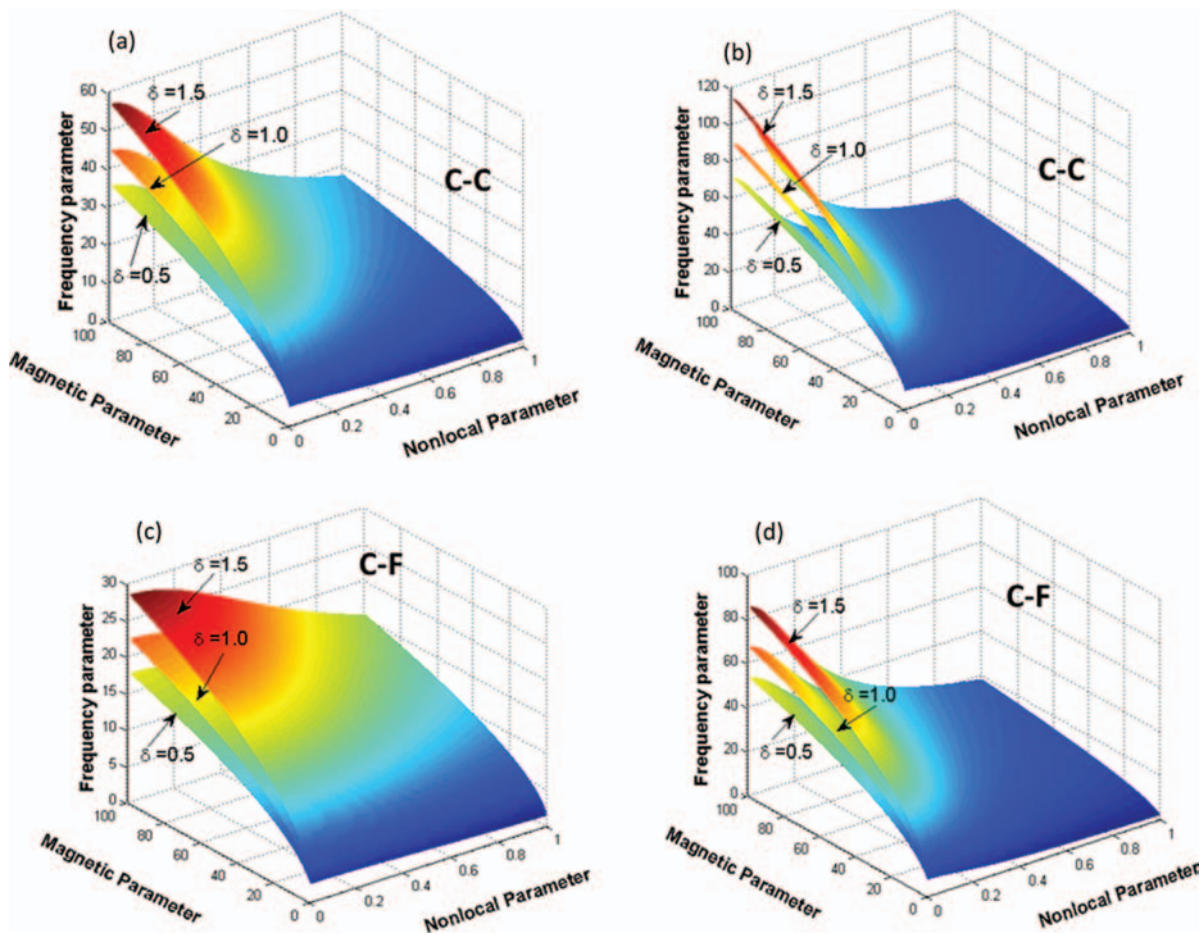 (a)
60
50
40
30
20
10
0
Frequency parameter
δ =1.5
δ =1.0
δ =0.5
C-C
100
80
60
40
20
0
Magnetic Parameter
0
0.2
0.4
0.6
0.8
1
Nonlocal Parameter
(b)
120
100
80
60
40
20
0
Frequency parameter
δ =1.5
δ =1.0
δ =0.5
C-C
100
80
60
40
20
0
Magnetic Parameter
0
0.2
0.4
0.6
0.8
1
Nonlocal Parameter
(c)
30
25
20
15
10
5
0
Frequency parameter
δ =1.5
δ =1.0
δ =0.5
C-F
100
80
60
40
20
0
Magnetic Parameter
0
0.2
0.4
0.6
0.8
1
Nonlocal Parameter
(d)
100
80
60
40
20
0
Frequency parameter
δ =1.5
δ =1.0
δ =0.5
C-F
100
80
60
40
20
0
Magnetic Parameter
0
0.2
0.4
0.6
0.8
1
Nonlocal Parameter